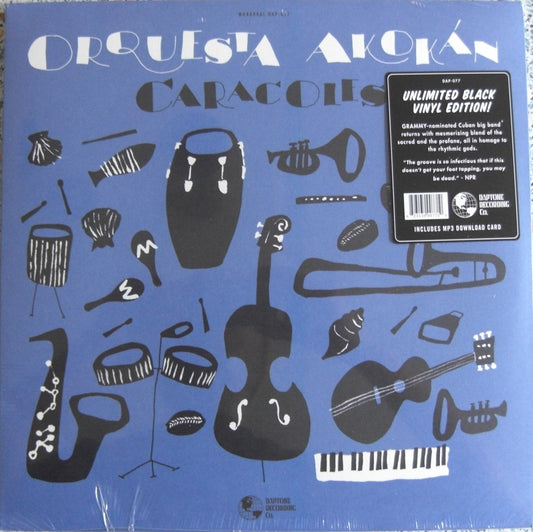 ORQUESTA AKOKÁN
CARACOLES
DAP-077
UNLIMITED BLACK
VINYL EDITION!
GRAMMY-nominated Cuban big band
returns with mesmerizing blend of the
sacred and the profane, all in homage to
the rhythmic gods.
"The groove is so infectious that if this
doesn't get your foot tapping, you may
be dead." - NPR
DAPTONE
RECORDING
Co.
INCLUDES MP3 DOWNLOAD CARD
DAPTONE
RECORDING
Co.